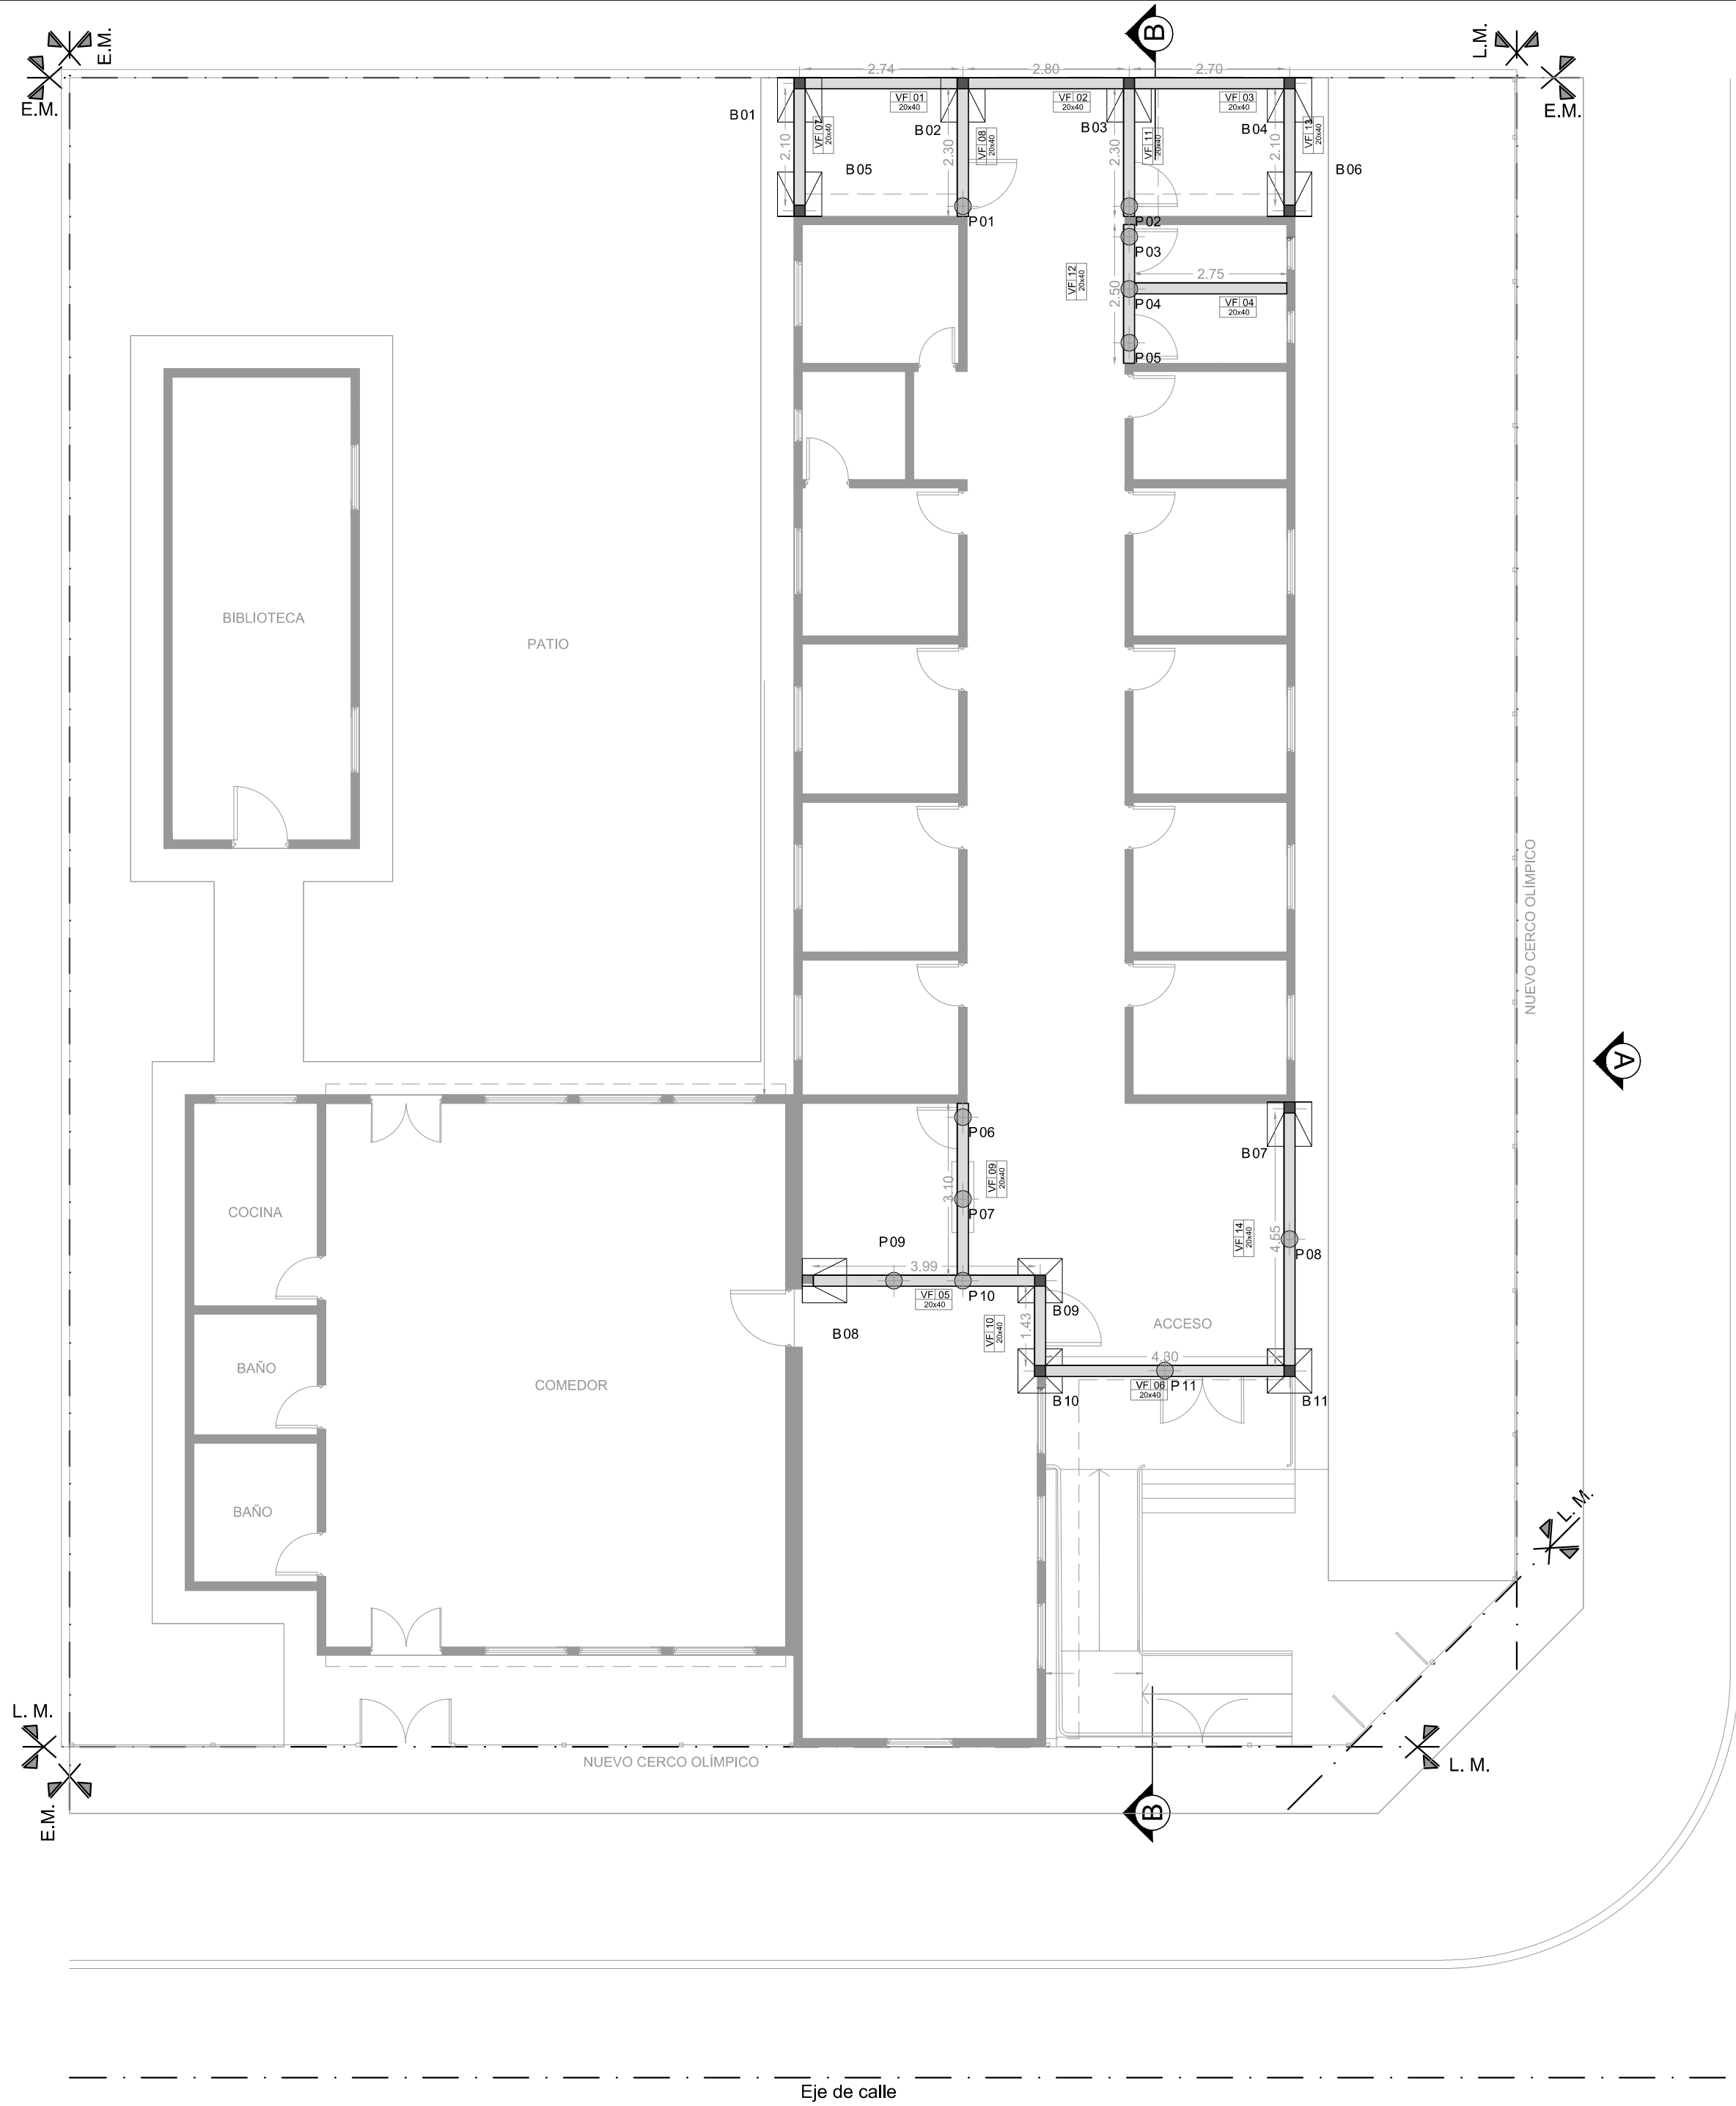 E.M.
E.M.
B
L.M.
E.M.
2.74
2.80
2.70
B01
VF 01
20x40
B02
VF 02
20x40
B03
VF 03
20x40
B04
VF 07
20x40
2.10
2.30
VF 08
20x40
2.30
VF 11
20x40
2.10
VF 13
20x40
B05
B06
P01
P02
P03
VF 12
20x40
2.50
2.75
P04
VF 04
20x40
P05
BIBLIOTECA
PATIO
NUEVO CERCO OLÍMPICO
A
P06
B07
VF 09
20x40
3.10
COCINA
P07
VF 14
20x40
4.55
P09
P08
3.99
VF 05
20x40
P10
B09
B08
VF 10
20x40
1.43
ACCESO
4.30
BAÑO
COMEDOR
VF 06
20x40
P11
B10
B11
BAÑO
L. M.
L. M.
NUEVO CERCO OLÍMPICO
L. M.
E.M.
B
Eje de calle